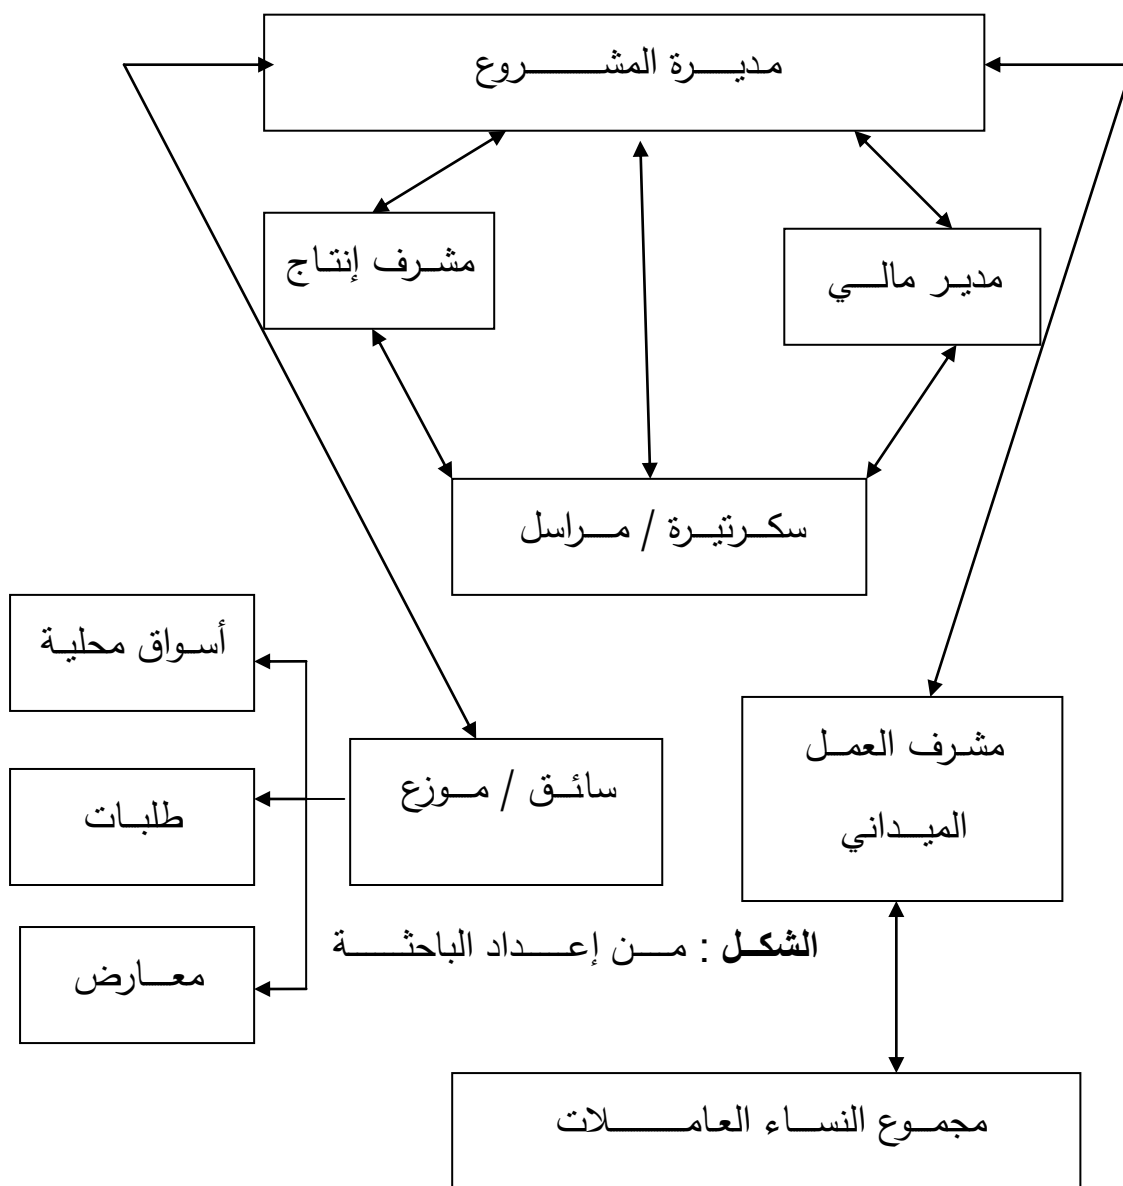 مديرة المشروع
مدير مالي
مشرف إنتاج
سكرتيرة / مراسل
أسواق محلية
مشرف العمل
الميداني
سائق / موزع
طلبات
معارض
الشكل : من إعداد الباحثة
مجموع النساء العاملات